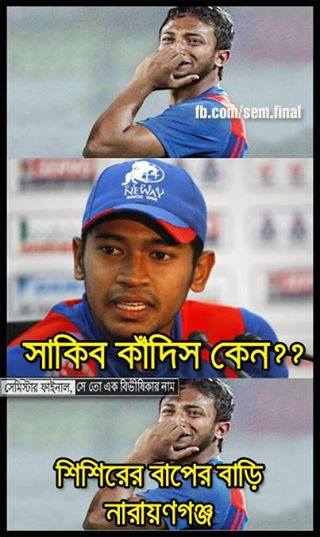 fb.com/sem.final
NEWAY
সাকিব কাঁদিস কেন??
সেমিস্টার ফাইনাল, সে তো এক বিভীষিকার নাম
শিশিরের বাপের বাড়ি
নারায়ণগঞ্জ